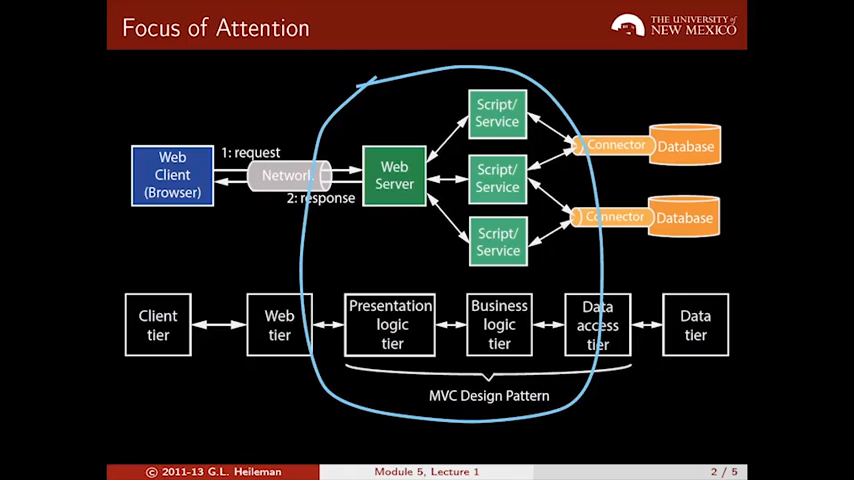 Focus of Attention
THE UNIVERSITY of
NEW MEXICO
Script/
Service
Connector
Database
1: request
Web
Client
(Browser)
Network
2: response
Web
Server
Script/
Service
Connector
Database
Script/
Service
Client
tier
Web
tier
Presentation
logic
tier
Business
logic
tier
Data
access
tier
Data
tier
MVC Design Pattern
© 2011-13 G.L. Heileman
Module 5, Lecture 1
2 / 5